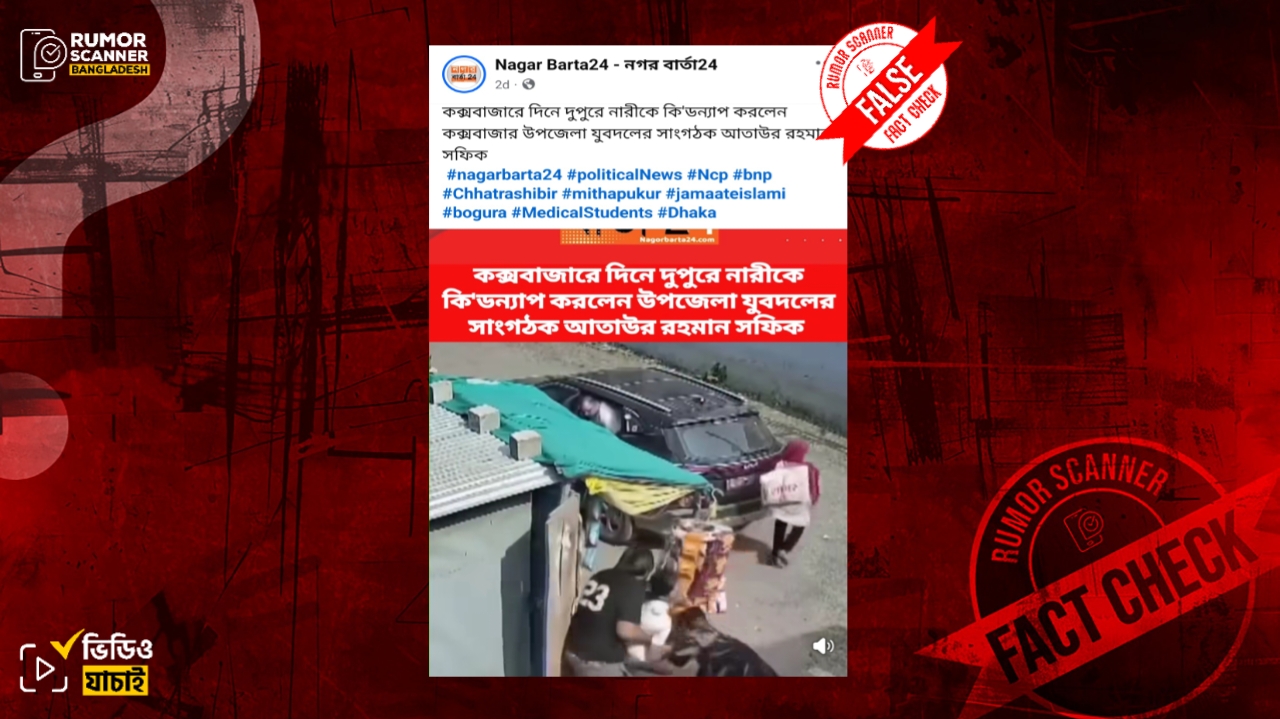 RUMOR
SCANNER
BANGLADESH
Nagar Barta24 - নগর বার্তা24
2d
কক্সবাজারে দিনে দুপুরে নারীকে কি'ডন্যাপ করলেন
কক্সবাজার উপজেলা যুবদলের সাংগঠক আতাউর রহমান
সফিক
#nagarbarta24 #politicalNews #Ncp #bnp
#Chhatrashibir #mithapukur #jamaateislami
#bogura #MedicalStudents #Dhaka
Nagorbarta24.com
কক্সবাজারে দিনে দুপুরে নারীকে
কি'ডন্যাপ করলেন উপজেলা যুবদলের
সাংগঠক আতাউর রহমান সফিক
23
RUMOR SCANNER
FALSE
FACT CHECK
RUMOR SCANNER
FACT CHECK
ভিডিও
যাচাই